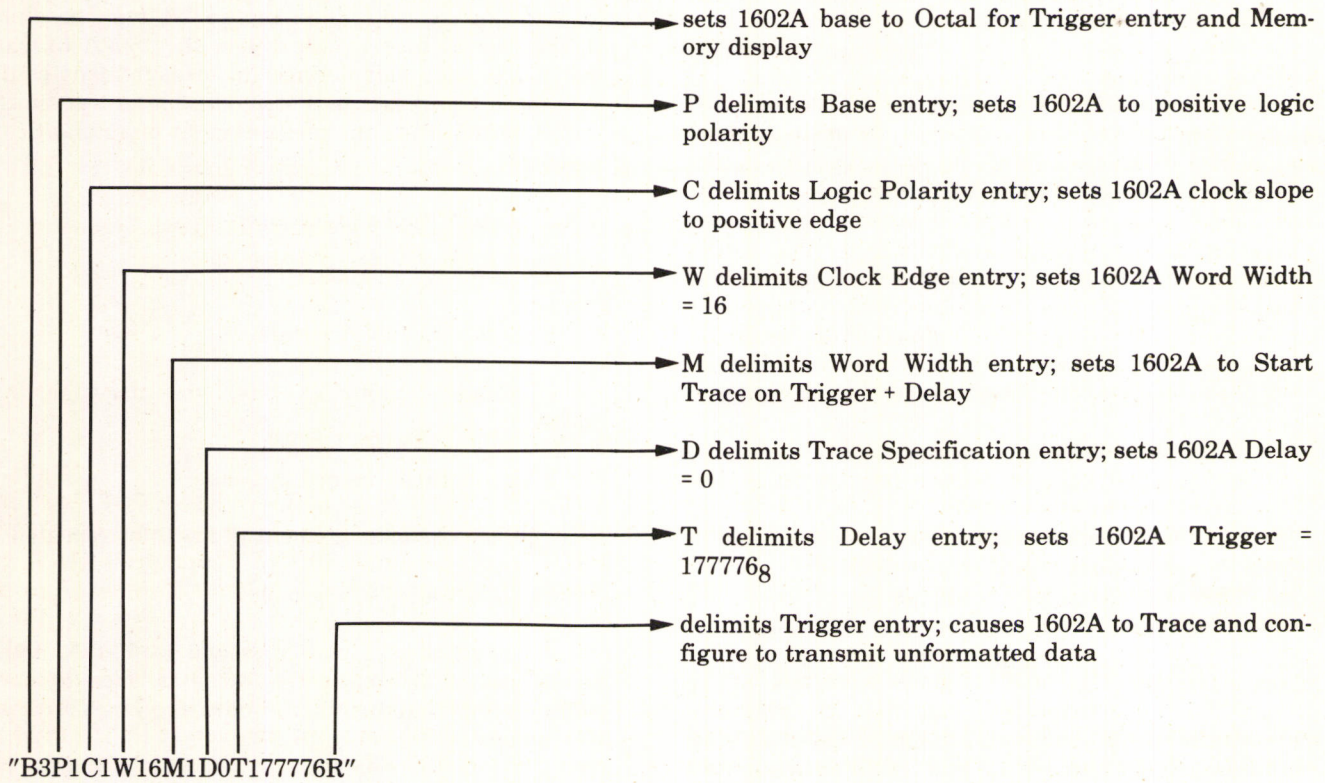 sets 1602A base to Octal for Trigger entry and Mem-
ory display
P delimits Base entry; sets 1602A to positive logic
polarity
C delimits Logic Polarity entry; sets 1602A clock slope
to positive edge
W delimits Clock Edge entry; sets 1602A Word Width
= 16
M delimits Word Width entry; sets 1602A to Start
Trace on Trigger + Delay
D delimits Trace Specification entry; sets 1602A Delay
= 0
T delimits Delay entry; sets 1602A Trigger =
177776₈
delimits Trigger entry; causes 1602A to Trace and con-
figure to transmit unformatted data
"B3P1C1W16M1D0T177776R"